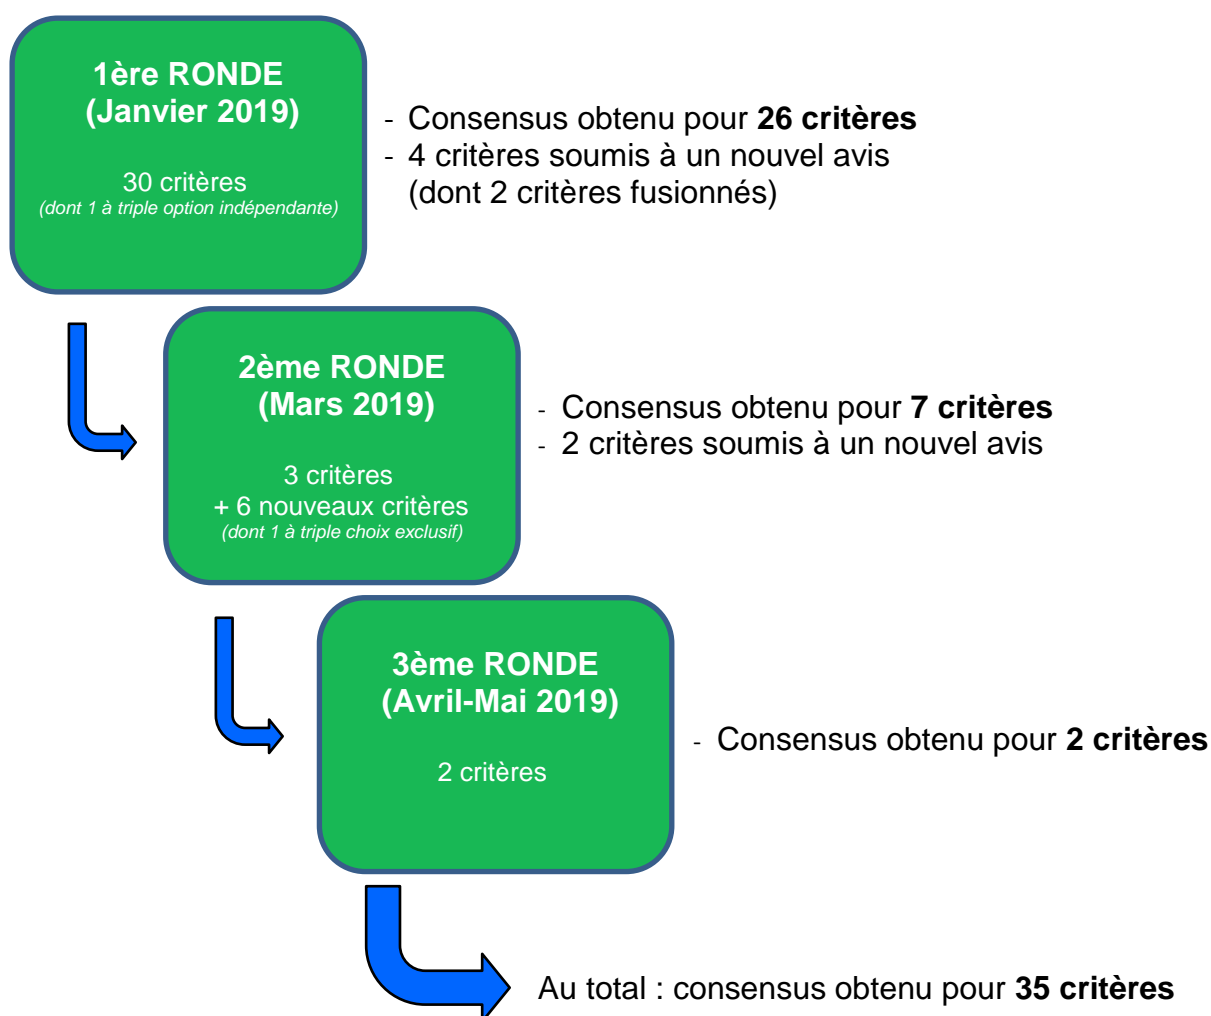 1ère RONDE
(Janvier 2019)
30 critères
(dont 1 à triple option indépendante)
- Consensus obtenu pour 26 critères
- 4 critères soumis à un nouvel avis
(dont 2 critères fusionnés)
2ème RONDE
(Mars 2019)
3 critères
+ 6 nouveaux critères
(dont 1 à triple choix exclusif)
- Consensus obtenu pour 7 critères
- 2 critères soumis à un nouvel avis
3ème RONDE
(Avril-Mai 2019)
2 critères
- Consensus obtenu pour 2 critères
Au total : consensus obtenu pour 35 critères